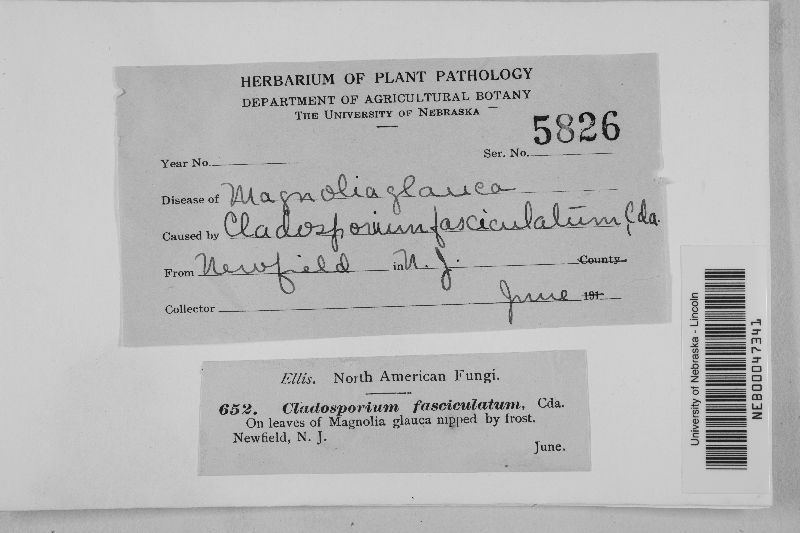 HERBARIUM OF PLANT PATHOLOGY
DEPARTMENT OF AGRICULTURAL BOTANY
THE UNIVERSITY OF NEBRASKA
5826
Year No. Ser. No.
Disease of Magnolia glauca
Caused by Cladosporium fasciculatum, Cda.
From Newfield in N. J. County
Collector June 191
Ellis. North American Fungi.
652. Cladosporium fasciculatum, Cda.
On leaves of Magnolia glauca nipped by frost.
Newfield, N. J.
June.
University of Nebraska - Lincoln
NEB00047341